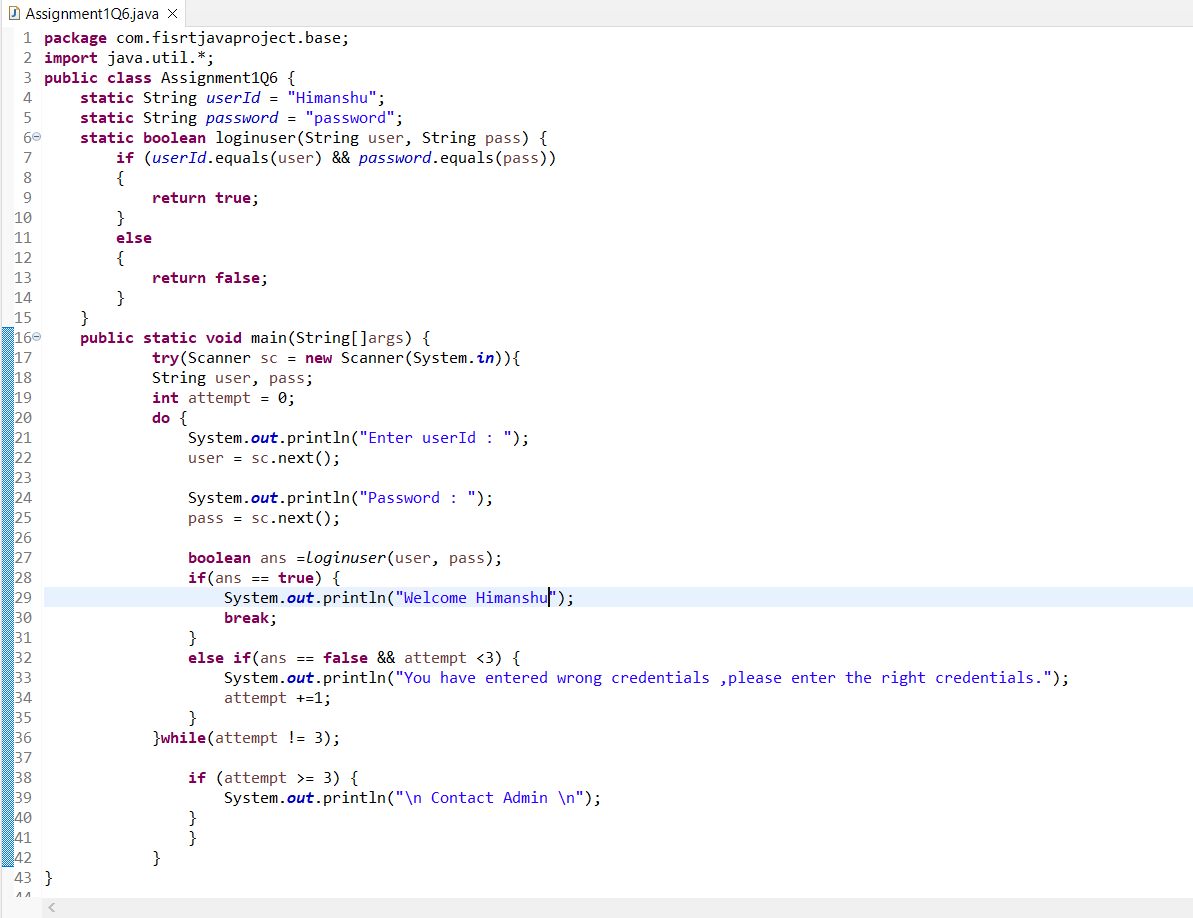 Assignment1Q6.java
1 package com.fisrtjavaproject.base;
2 import java.util.*;
3 public class Assignment1Q6 {
4     static String userId = "Himanshu";
5     static String password = "password";
6     static boolean loginuser(String user, String pass) {
7         if (userId.equals(user) && password.equals(pass))
8         {
9             return true;
10         }
11         else
12         {
13             return false;
14         }
15     }
16     public static void main(String[]args) {
17             try(Scanner sc = new Scanner(System.in)){
18             String user, pass;
19             int attempt = 0;
20             do {
21                 System.out.println("Enter userId : ");
22                 user = sc.next();
23
24                 System.out.println("Password : ");
25                 pass = sc.next();
26
27                 boolean ans =loginuser(user, pass);
28                 if(ans == true) {
29                     System.out.println("Welcome Himanshu");
30                     break;
31                 }
32                 else if(ans == false && attempt <3) {
33                     System.out.println("You have entered wrong credentials ,please enter the right credentials.");
34                     attempt +=1;
35                 }
36             }while(attempt != 3);
37
38                 if (attempt >= 3) {
39                     System.out.println("\n Contact Admin \n");
40                 }
41                 }
42             }
43 }
44